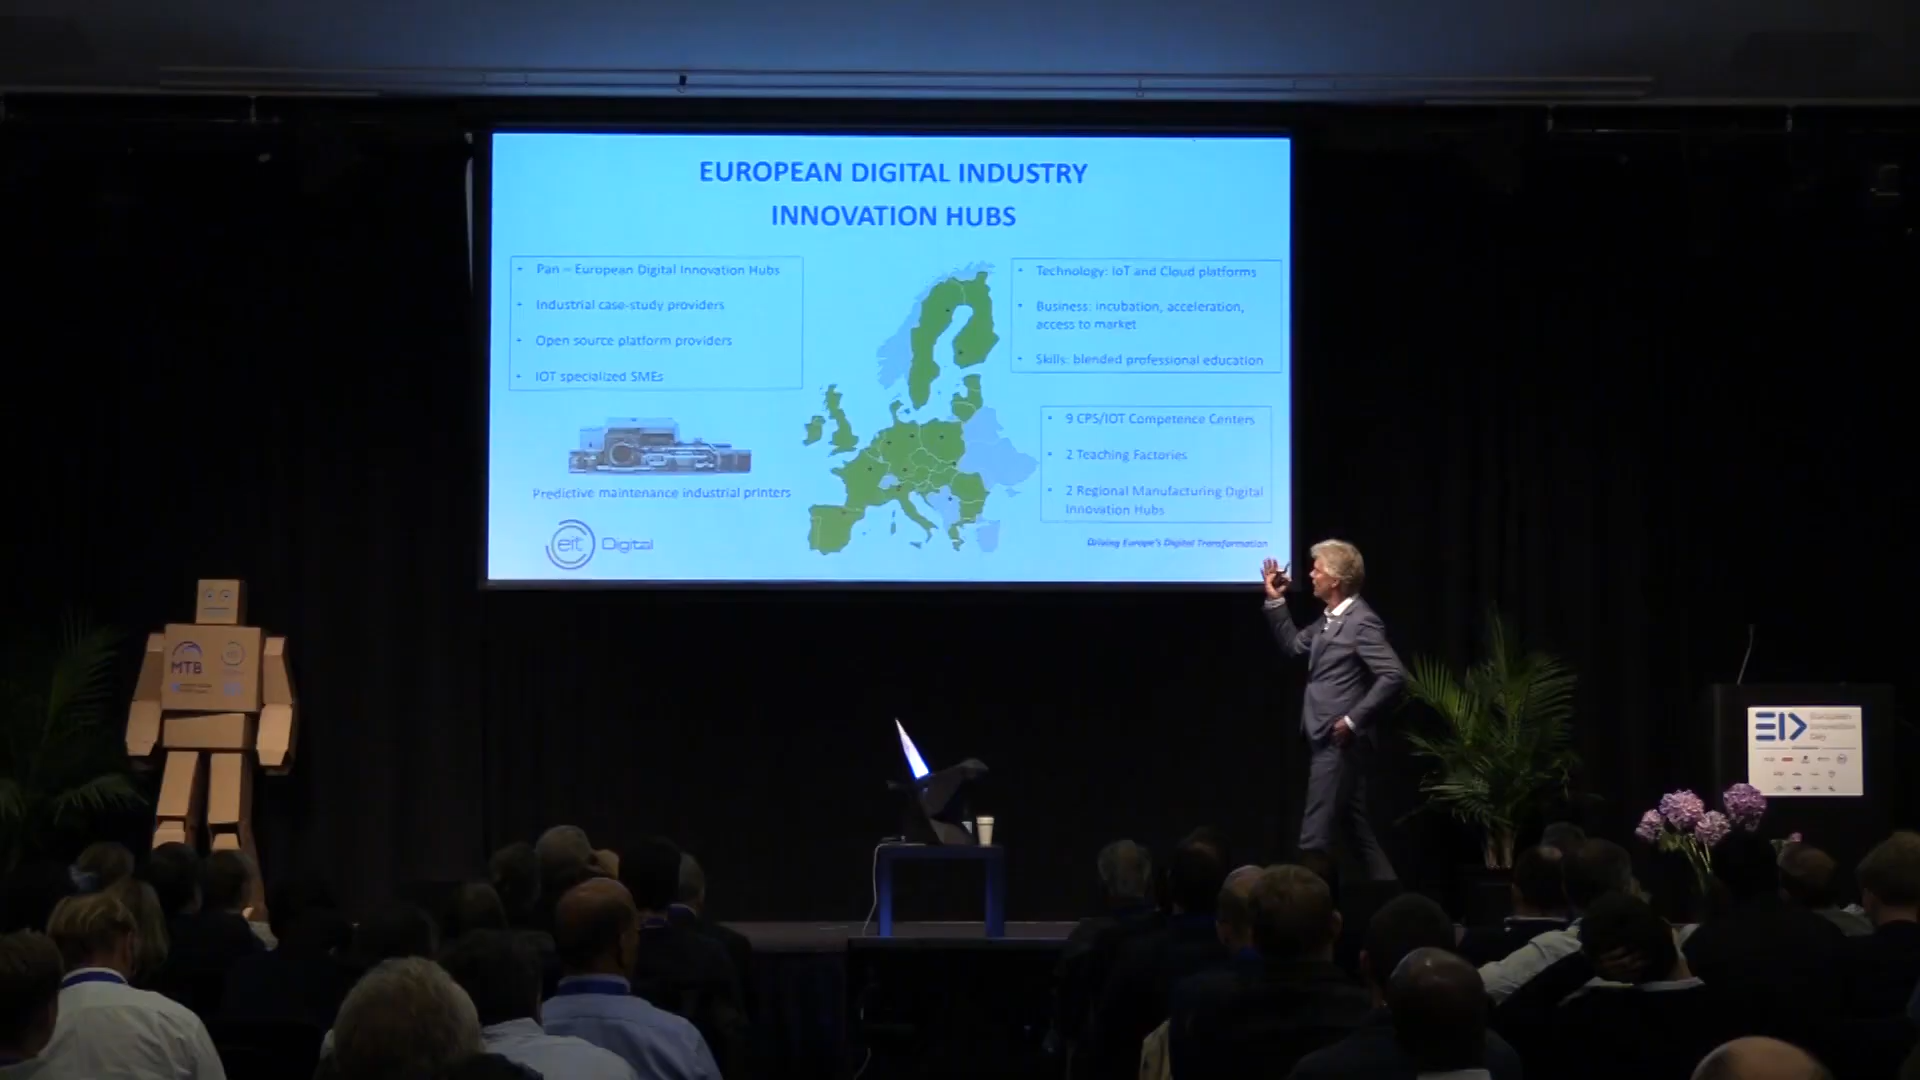 EUROPEAN DIGITAL INDUSTRY
INNOVATION HUBS
• Pan – European Digital Innovation Hubs
• Industrial case-study providers
• Open source platform providers
• IOT specialized SMEs
Predictive maintenance industrial printers
eit Digital
• Technology: IoT and Cloud platforms
• Business: incubation, acceleration,
access to market
• Skills: blended professional education
• 9 CPS/IOT Competence Centers
• 2 Teaching Factories
• 2 Regional Manufacturing Digital
Innovation Hubs
Driving Europe's Digital Transformation
MTB
European
Innovation
Day